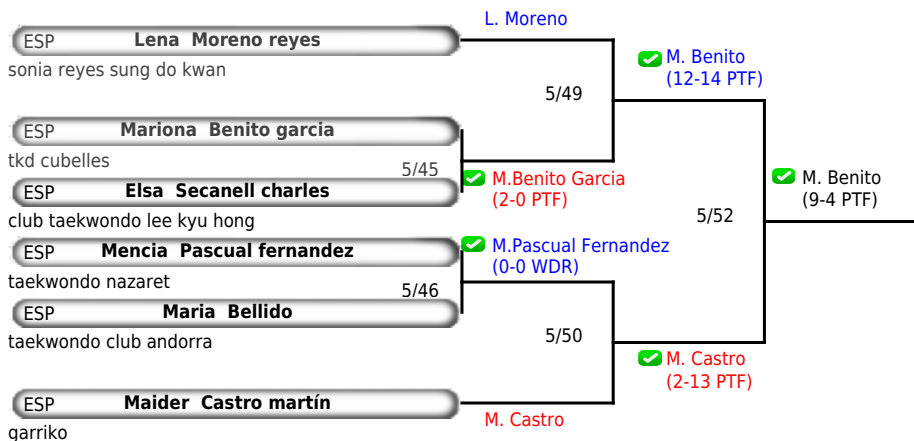 L. Moreno
ESP Lena Moreno reyes
sonia reyes sung do kwan
M. Benito
(12-14 PTF)
5/49
ESP Mariona Benito garcia
tkd cubelles
5/45
M.Benito Garcia
(2-0 PTF)
M. Benito
(9-4 PTF)
ESP Elsa Secanell charles
club taekwondo lee kyu hong
5/52
ESP Mencia Pascual fernandez
M.Pascual Fernandez
(0-0 WDR)
taekwondo nazaret
5/46
ESP Maria Bellido
taekwondo club andorra
5/50
M. Castro
(2-13 PTF)
ESP Maider Castro martín
M. Castro
garriko